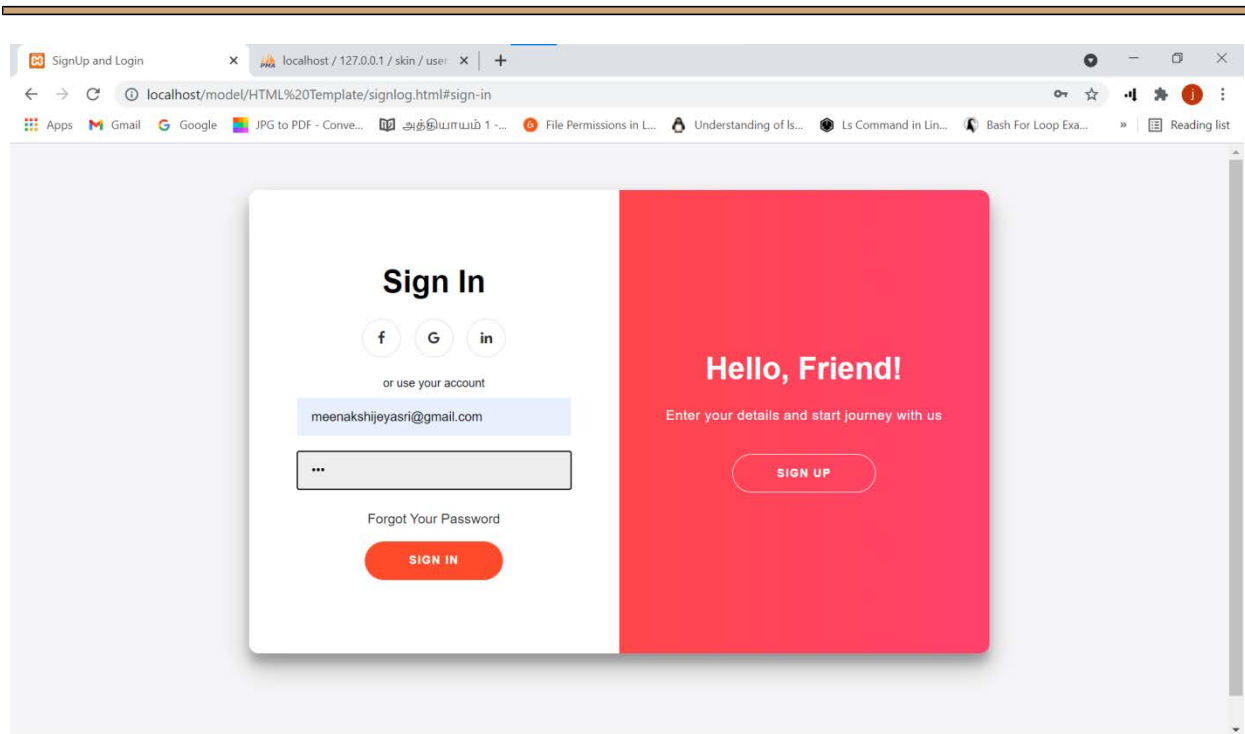 SignUp and Login
localhost / 127.0.0.1 / skin / user
localhost/model/HTML%20Template/signlog.html#sign-in
Apps
Gmail
Google
JPG to PDF - Conve...
அத்தியாயம் 1 -...
File Permissions in L...
Understanding of ls...
Ls Command in Lin...
Bash For Loop Exa...
»
Reading list
Sign In
f G in
or use your account
meenakshijeyasri@gmail.com
•••
Forgot Your Password
SIGN IN
Hello, Friend!
Enter your details and start journey with us
SIGN UP